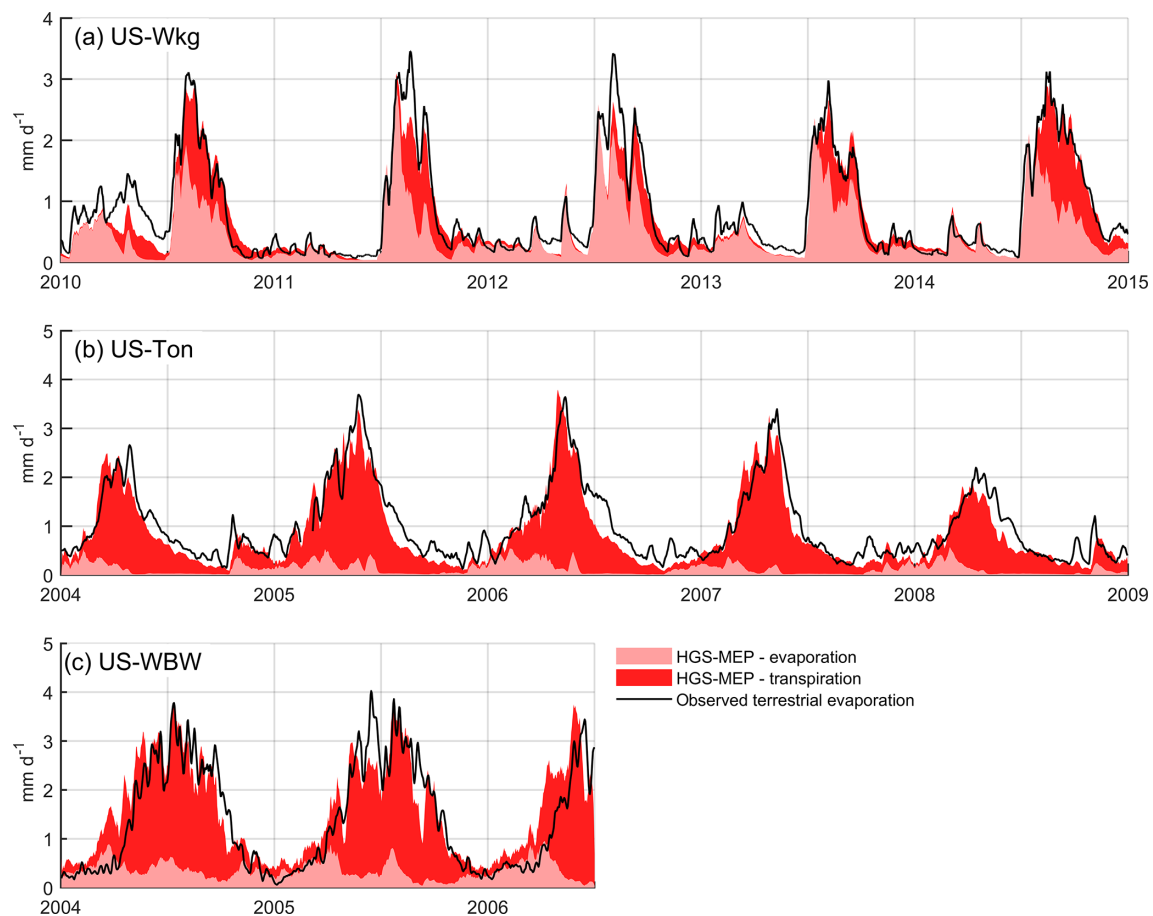 (a) US-Wkg
mm d⁻¹
4
3
2
1
0
2010 2011 2012 2013 2014 2015
(b) US-Ton
mm d⁻¹
5
4
3
2
1
0
2004 2005 2006 2007 2008 2009
(c) US-WBW
mm d⁻¹
5
4
3
2
1
0
2004 2005 2006
HGS-MEP - evaporation
HGS-MEP - transpiration
Observed terrestrial evaporation